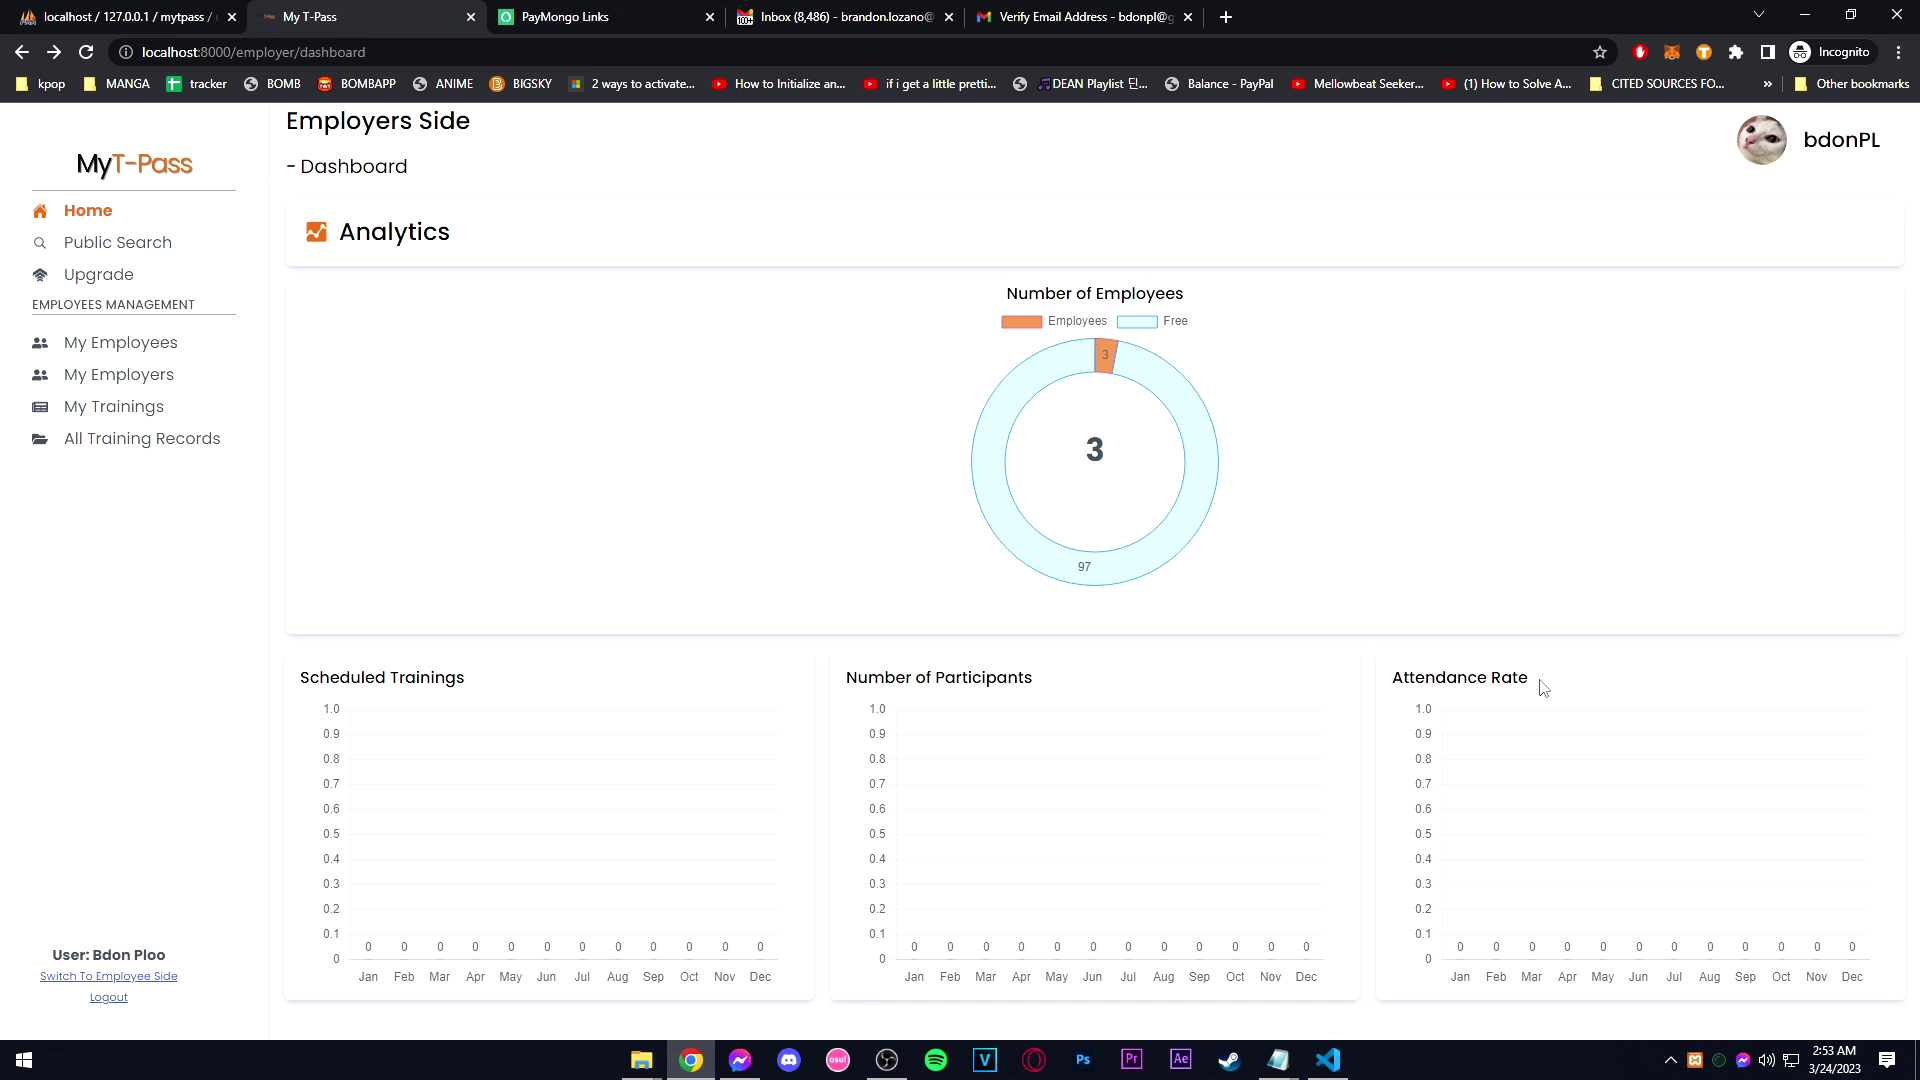 localhost / 127.0.0.1 / mytpass /
My T-Pass
PayMongo Links
Inbox (8,486) - brandon.lozano@
Verify Email Address - bdonpl@g
localhost:8000/employer/dashboard
Incognito
kpop
MANGA
tracker
BOMB
BOMBAPP
ANIME
BIGSKY
2 ways to activate...
How to Initialize an...
if i get a little pretti...
DEAN Playlist 딘...
Balance - PayPal
Mellowbeat Seeker...
(1) How to Solve A...
CITED SOURCES FO...
»
Other bookmarks
MyT-Pass
Home
Public Search
Upgrade
EMPLOYEES MANAGEMENT
My Employees
My Employers
My Trainings
All Training Records
User: Bdon Ploo
Switch To Employee Side
Logout
Employers Side
- Dashboard
bdonPL
Analytics
Number of Employees
Employees Free
3
3
97
Scheduled Trainings
1.0
0.9
0.8
0.7
0.6
0.5
0.4
0.3
0.2
0.1
0
0 0 0 0 0 0 0 0 0 0 0 0
Jan Feb Mar Apr May Jun Jul Aug Sep Oct Nov Dec
Number of Participants
1.0
0.9
0.8
0.7
0.6
0.5
0.4
0.3
0.2
0.1
0
0 0 0 0 0 0 0 0 0 0 0 0
Jan Feb Mar Apr May Jun Jul Aug Sep Oct Nov Dec
Attendance Rate
1.0
0.9
0.8
0.7
0.6
0.5
0.4
0.3
0.2
0.1
0
0 0 0 0 0 0 0 0 0 0 0 0
Jan Feb Mar Apr May Jun Jul Aug Sep Oct Nov Dec
osu!
V
Ps
Pr
Ae
2:53 AM
3/24/2023